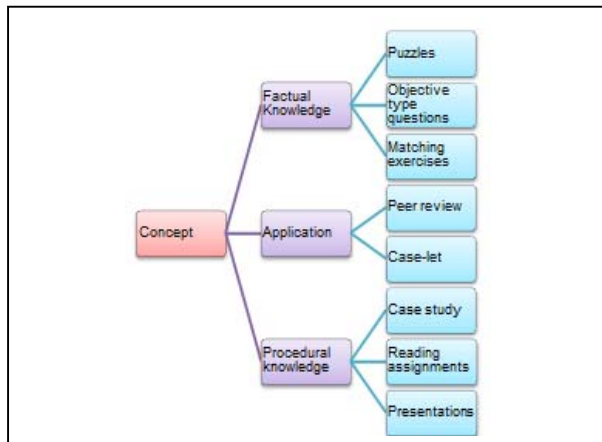 Concept
Factual
Knowledge
Application
Procedural
knowledge
Puzzles
Objective
type
questions
Matching
exercises
Peer review
Case-let
Case study
Reading
assignments
Presentations